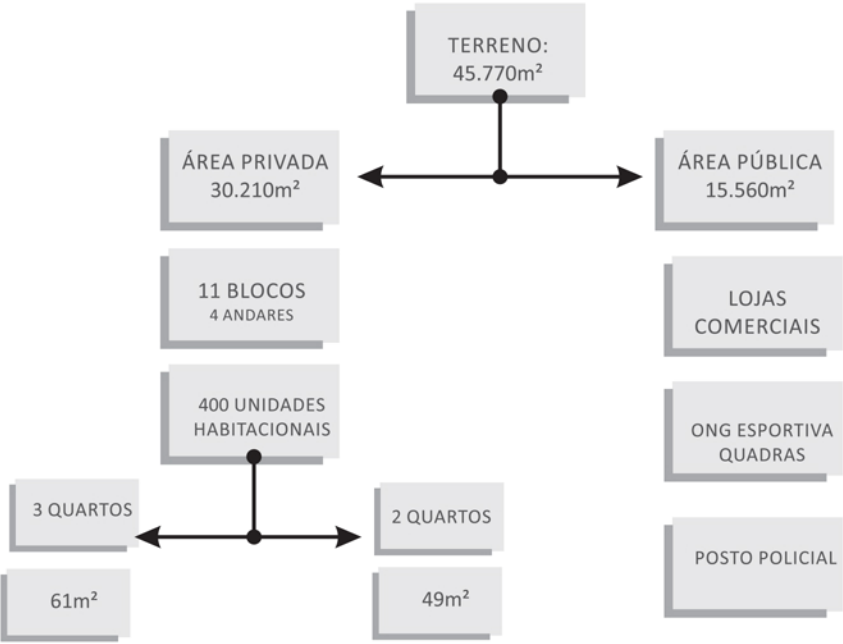 TERRENO:
45.770m²
ÁREA PRIVADA
30.210m²
ÁREA PÚBLICA
15.560m²
11 BLOCOS
4 ANDARES
LOJAS
COMERCIAIS
400 UNIDADES
HABITACIONAIS
ONG ESPORTIVA
QUADRAS
3 QUARTOS
2 QUARTOS
POSTO POLICIAL
61m²
49m²